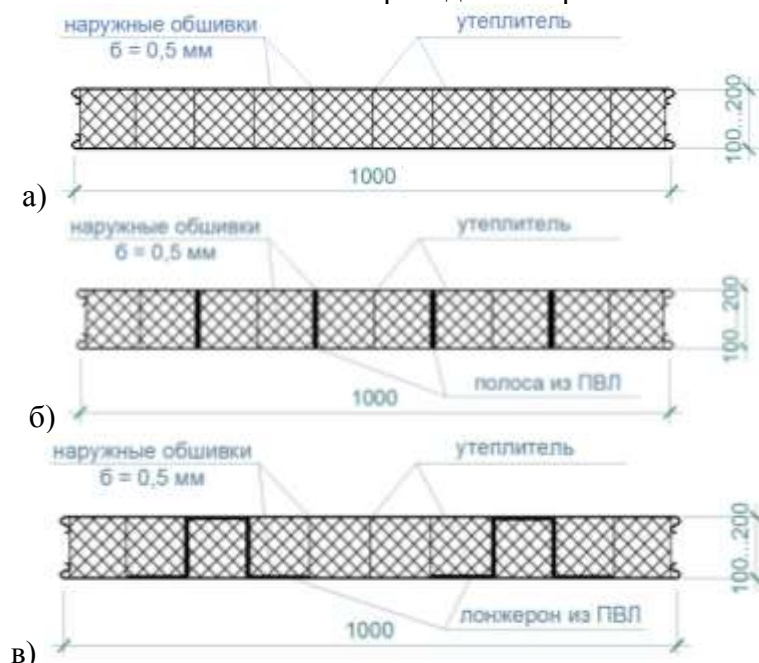 наружные обшивки
б = 0,5 мм
утеплитель
100...200
1000
а)
наружные обшивки
б = 0,5 мм
утеплитель
100...200
полоса из ПВЛ
1000
б)
наружные обшивки
б = 0,5 мм
утеплитель
100...200
лонжерон из ПВЛ
1000
в)